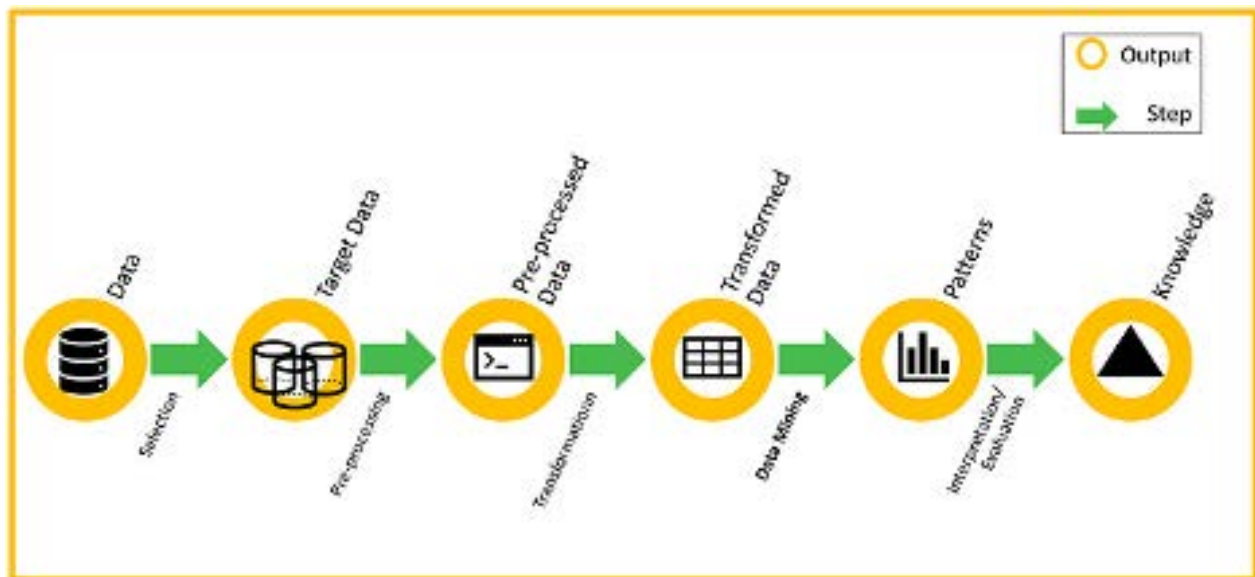 Output
Step
Data
Target Data
Pre-processed
Data
Transformed
Data
Patterns
Knowledge
Selection
Pre-processing
Transformation
Data Mining
Interpretation/
Evaluation